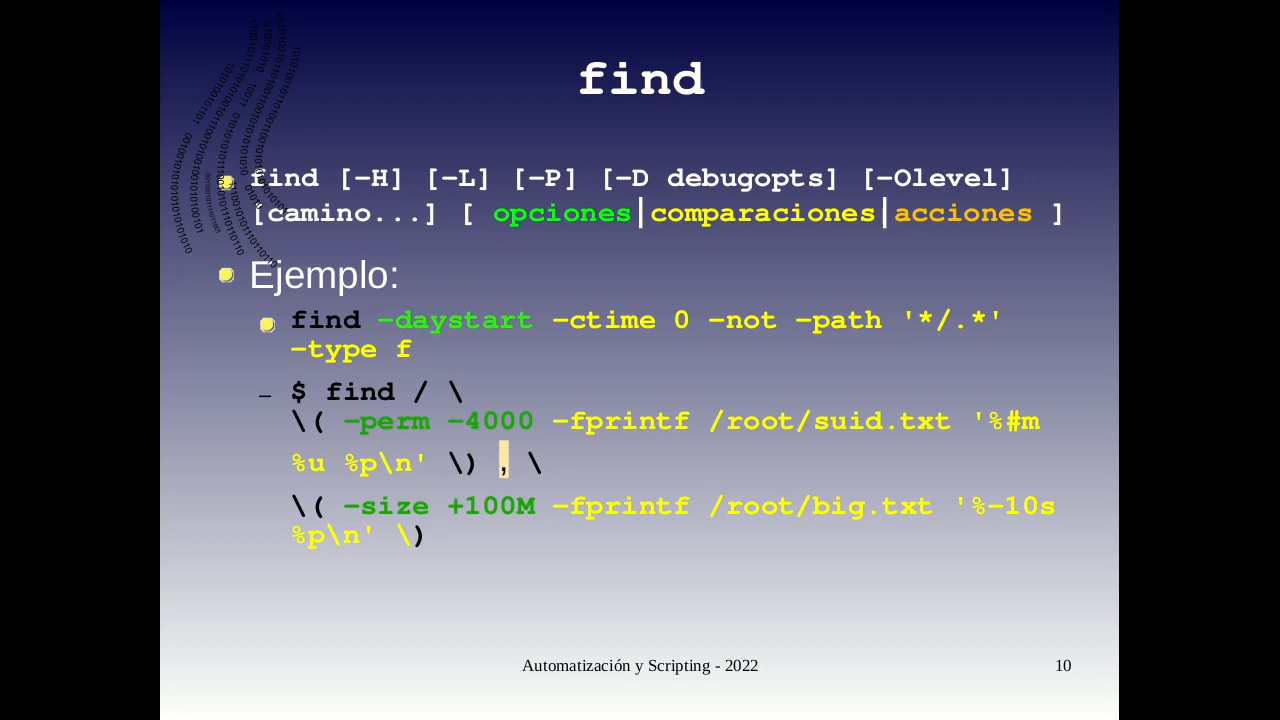 find
find [-H] [-L] [-P] [-D debugopts] [-Olevel]
[camino...] [ opciones|comparaciones|acciones ]
Ejemplo:
find -daystart -ctime 0 -not -path '*/.*'
-type f
– $ find / \
\( -perm -4000 -fprintf /root/suid.txt '%#m
%u %p\n' \) , \
\( -size +100M -fprintf /root/big.txt '%-10s
%p\n' \)
Automatización y Scripting - 2022
10